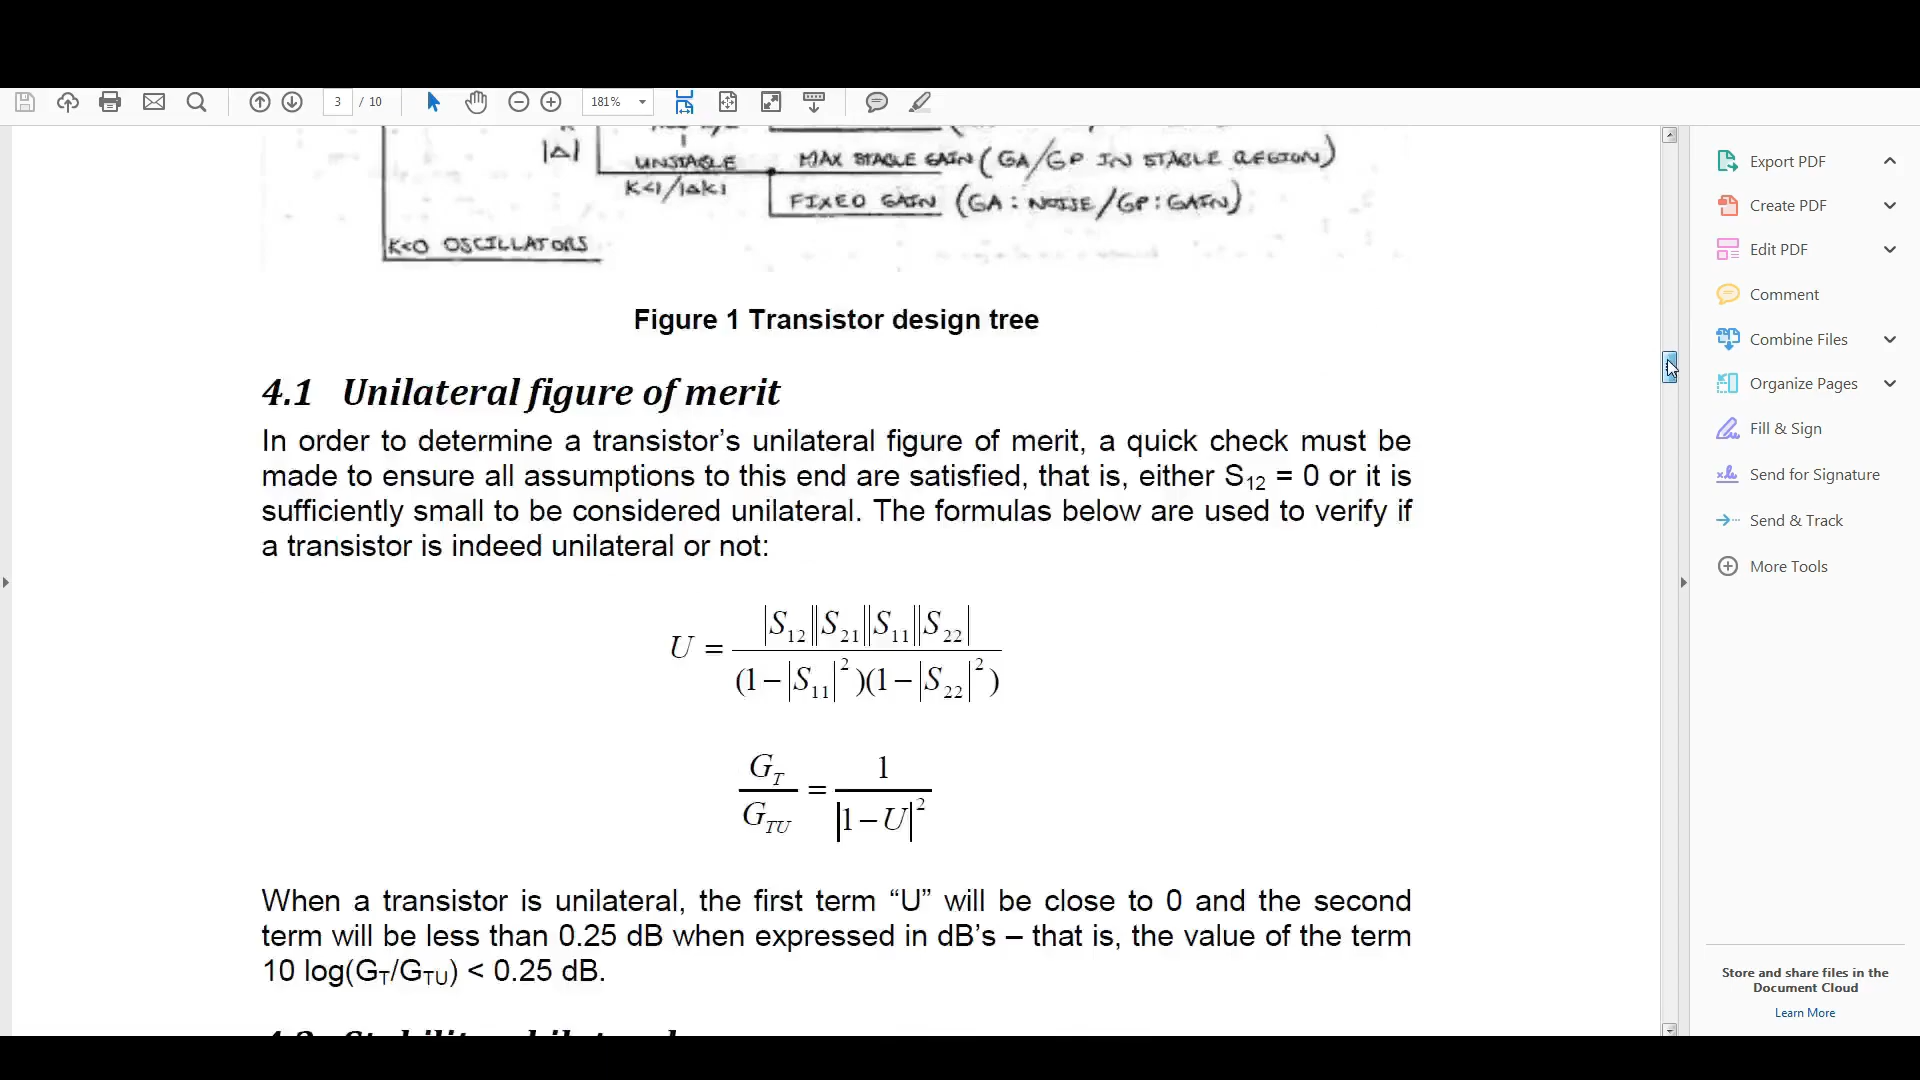 3 / 10
181%
|Δ|
UNSTABLE
K<1/|Δ|<1
MAX STABLE GAIN (GA/GP IN STABLE REGION)
FIXED GAIN (GA : NOISE/GP : GAIN)
K<0 OSCILLATORS
Figure 1 Transistor design tree
4.1 Unilateral figure of merit
In order to determine a transistor’s unilateral figure of merit, a quick check must be
made to ensure all assumptions to this end are satisfied, that is, either S12 = 0 or it is
sufficiently small to be considered unilateral. The formulas below are used to verify if
a transistor is indeed unilateral or not:
U = |S12||S21||S11||S22| / (1−|S11|²)(1−|S22|²)
GT / GTU = 1 / |1−U|²
When a transistor is unilateral, the first term “U” will be close to 0 and the second
term will be less than 0.25 dB when expressed in dB’s – that is, the value of the term
10 log(GT/GTU) < 0.25 dB.
Export PDF
Create PDF
Edit PDF
Comment
Combine Files
Organize Pages
Fill & Sign
Send for Signature
Send & Track
More Tools
Store and share files in the
Document Cloud
Learn More